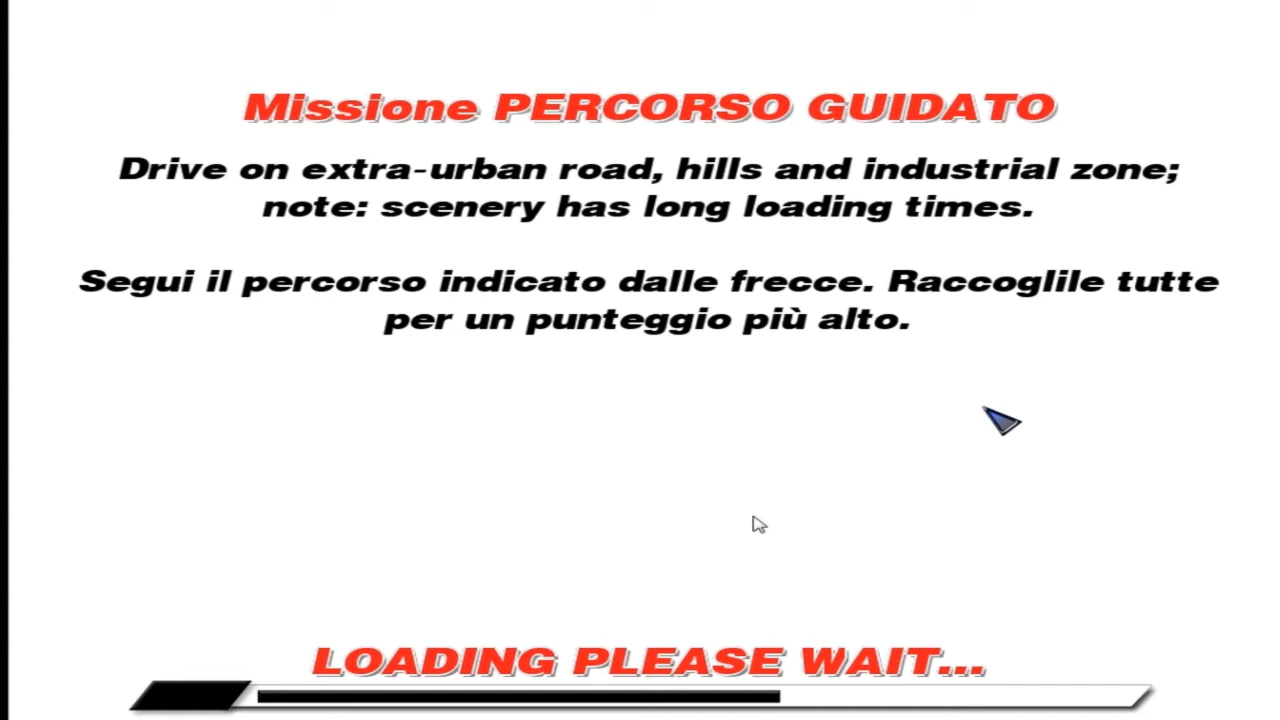 Missione PERCORSO GUIDATO
Drive on extra-urban road, hills and industrial zone;
note: scenery has long loading times.
Segui il percorso indicato dalle frecce. Raccoglile tutte
per un punteggio più alto.
LOADING PLEASE WAIT...